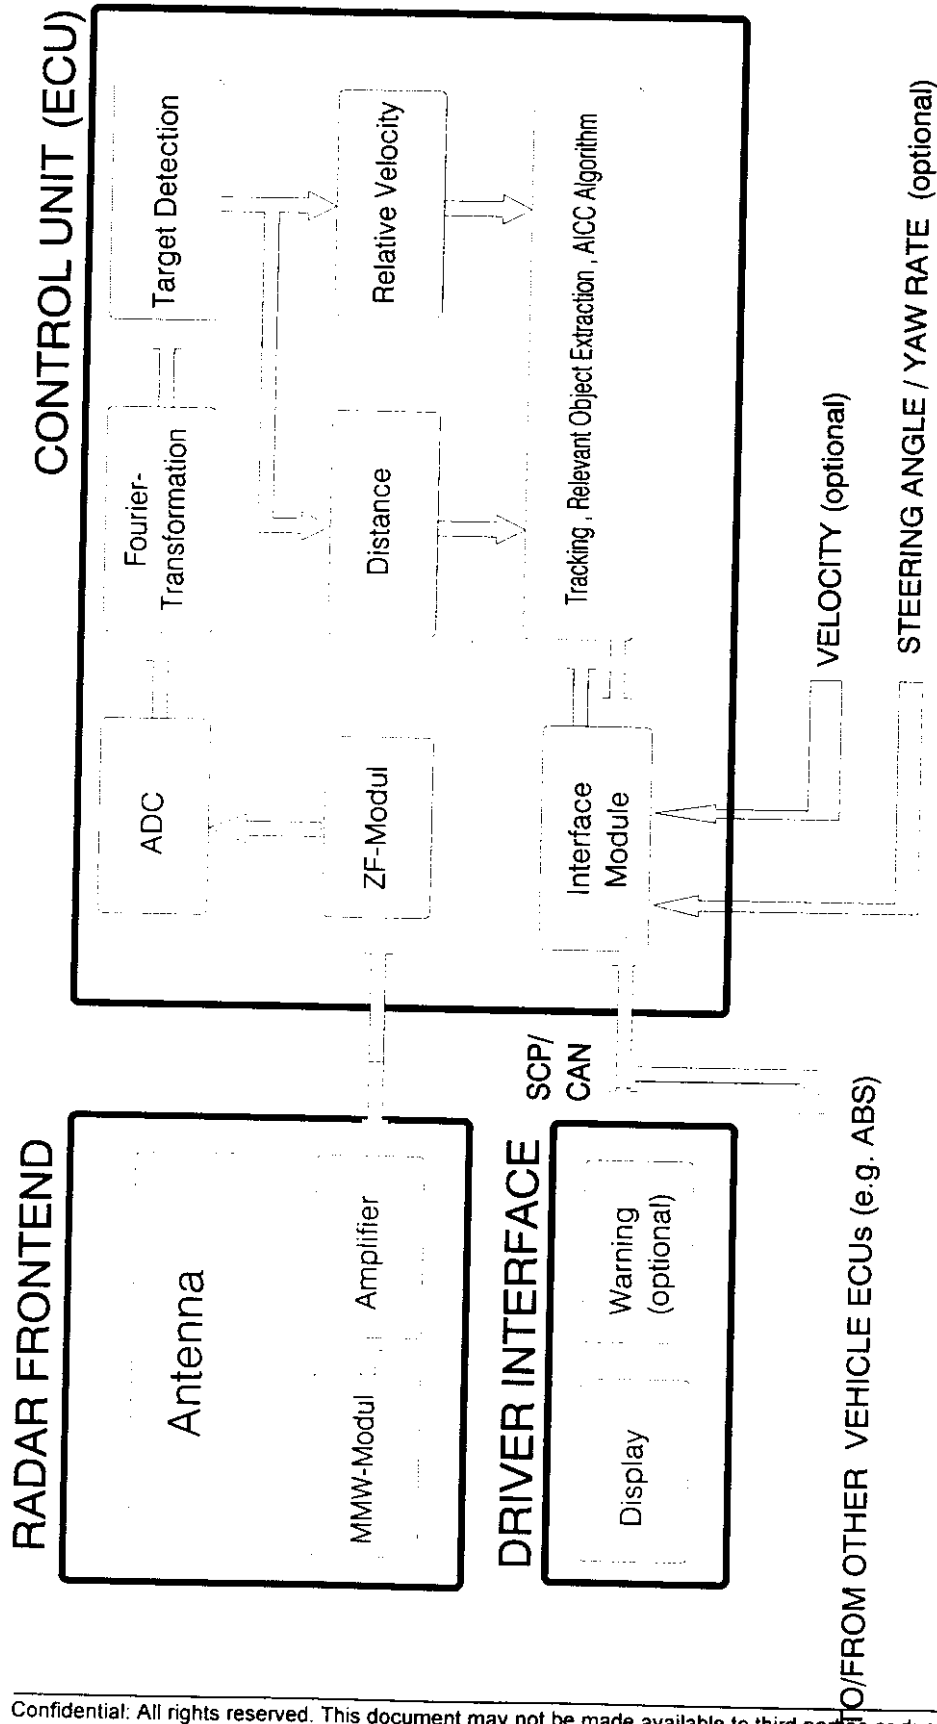 RADAR FRONTEND
Antenna
MMW-Modul
Amplifier
CONTROL UNIT (ECU)
ADC
Fourier-
Transformation
Target Detection
ZF-Modul
Distance
Relative Velocity
Interface
Module
Tracking , Relevant Object Extraction , AICC Algorithm
DRIVER INTERFACE
Display
Warning
(optional)
SCP/
CAN
VELOCITY (optional)
STEERING ANGLE / YAW RATE (optional)
TO/FROM OTHER VEHICLE ECUs (e.g. ABS)
Confidential: All rights reserved. This document may not be made available to third